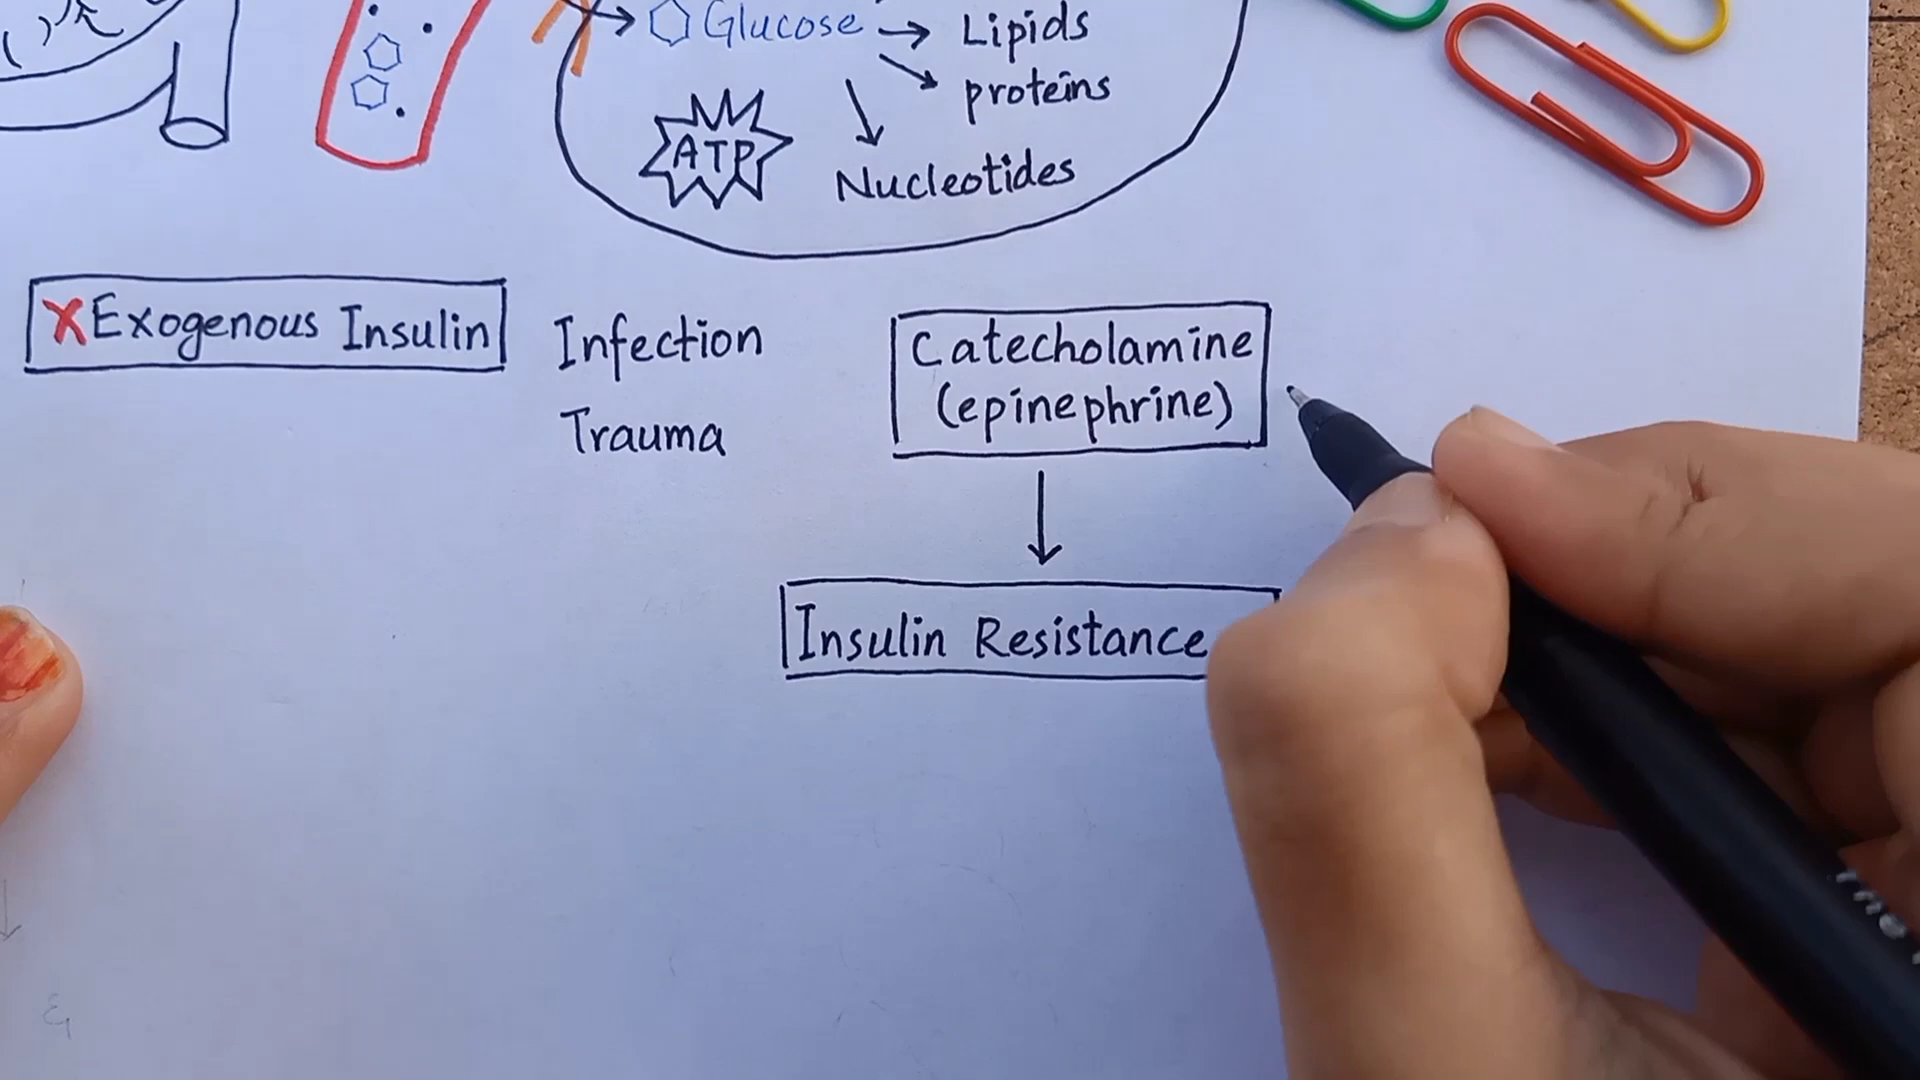 Glucose
Lipids
proteins
ATP
Nucleotides
X Exogenous Insulin
Infection
Trauma
Catecholamine
(epinephrine)
Insulin Resistance